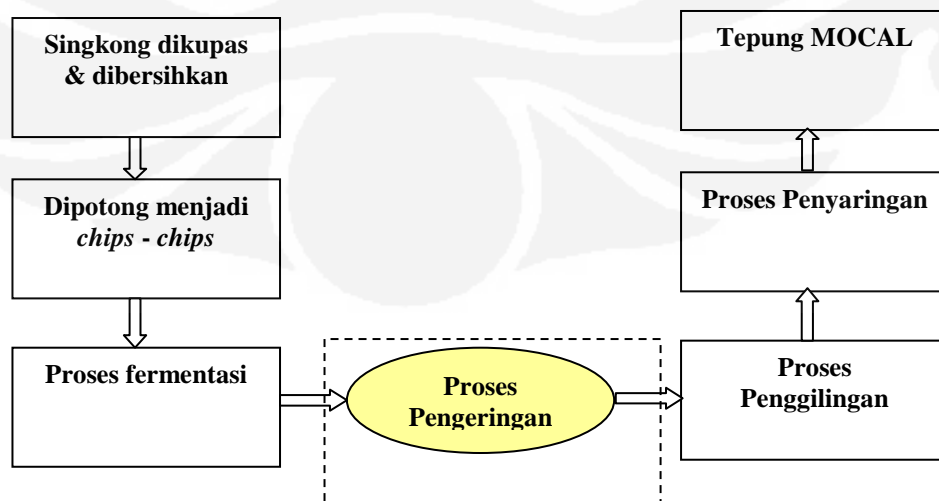 Singkong dikupas
& dibersihkan
Dipotong menjadi
chips - chips
Proses fermentasi
Proses
Pengeringan
Proses
Penggilingan
Proses Penyaringan
Tepung MOCAL